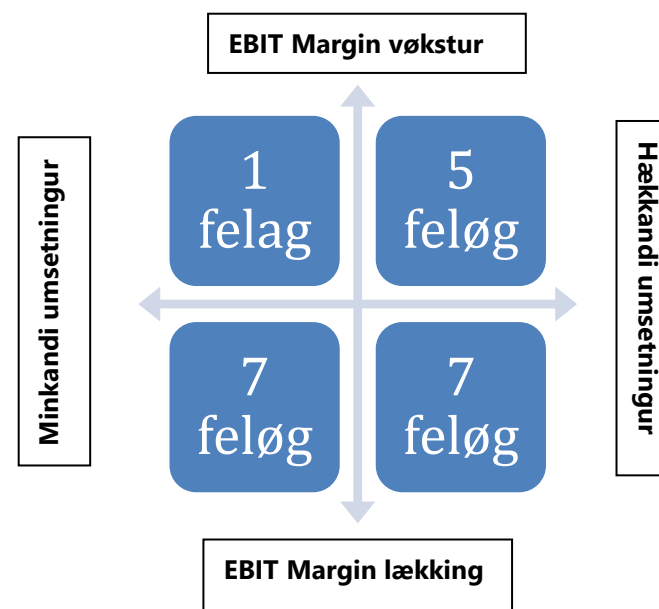 EBIT Margin vøkstur
Minkandi umsetningur
1
felag
5
feløg
Hækkandi umsetningur
7
feløg
7
feløg
EBIT Margin lækking